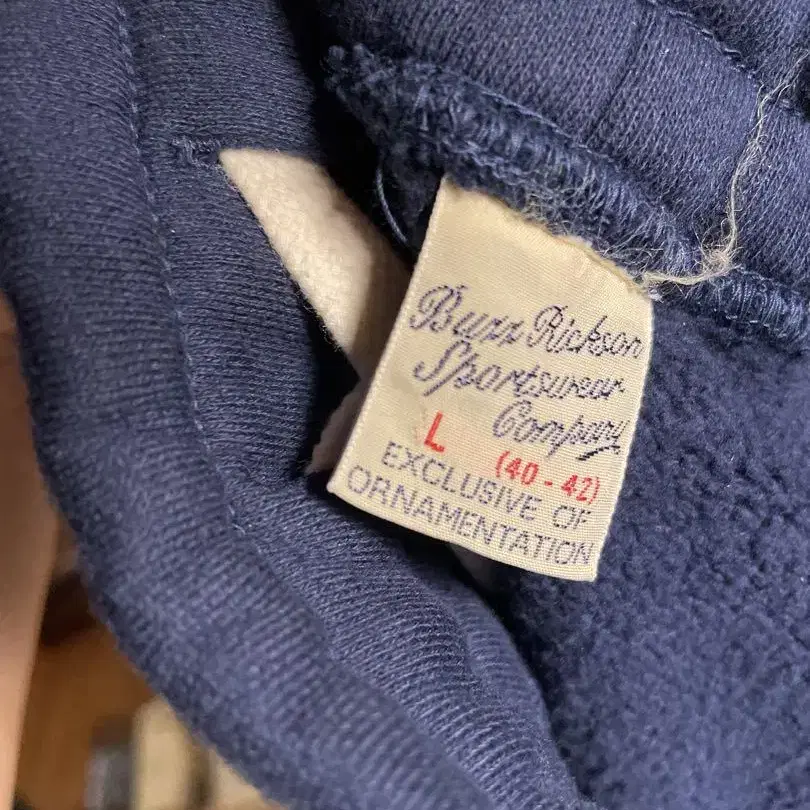 Buzz Rickson
Sportswear
Company
L (40 - 42)
EXCLUSIVE OF
ORNAMENTATION